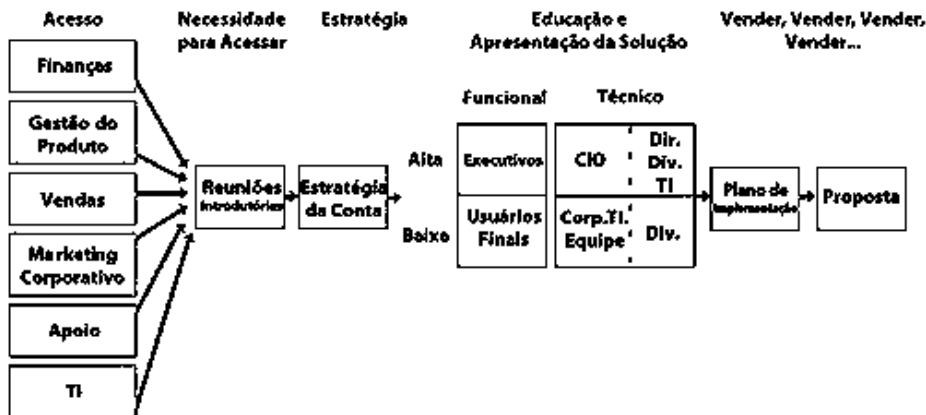 Acesso
Necessidade
para Acessar
Estratégia
Educação e
Apresentação da Solução
Vender, Vender, Vender,
Vender...
Finanças
Gestão do
Produto
Vendas
Marketing
Corporativo
Apoio
TI
Reuniões
Introdutórias
Estratégia
da Conta
Alta
Baixo
Funcional
Técnico
Executivos
CIO
Dir.
Div.
TI
Usuários
Finais
Corp.TI.
Equipe
Div.
Plano de
Implementação
Proposta